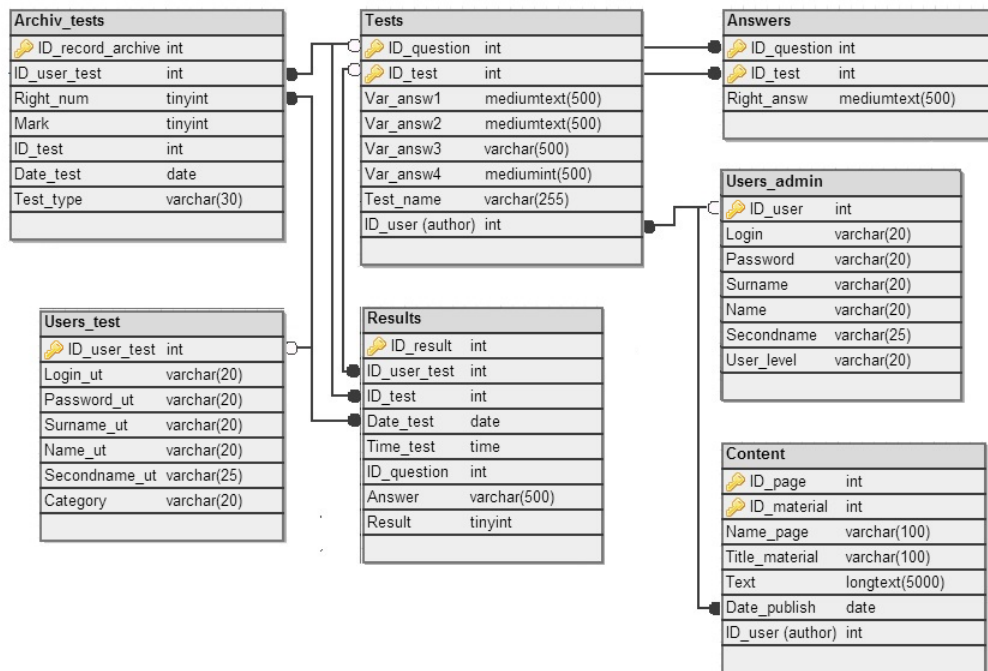 Archiv_tests
ID_record_archive int
ID_user_test int
Right_num tinyint
Mark tinyint
ID_test int
Date_test date
Test_type varchar(30)
Tests
ID_question int
ID_test int
Var_answ1 mediumtext(500)
Var_answ2 mediumtext(500)
Var_answ3 varchar(500)
Var_answ4 mediumint(500)
Test_name varchar(255)
ID_user (author) int
Answers
ID_question int
ID_test int
Right_answ mediumtext(500)
Users_admin
ID_user int
Login varchar(20)
Password varchar(20)
Surname varchar(20)
Name varchar(20)
Secondname varchar(25)
User_level varchar(20)
Users_test
ID_user_test int
Login_ut varchar(20)
Password_ut varchar(20)
Surname_ut varchar(20)
Name_ut varchar(20)
Secondname_ut varchar(25)
Category varchar(20)
Results
ID_result int
ID_user_test int
ID_test int
Date_test date
Time_test time
ID_question int
Answer varchar(500)
Result tinyint
Content
ID_page int
ID_material int
Name_page varchar(100)
Title_material varchar(100)
Text longtext(5000)
Date_publish date
ID_user (author) int